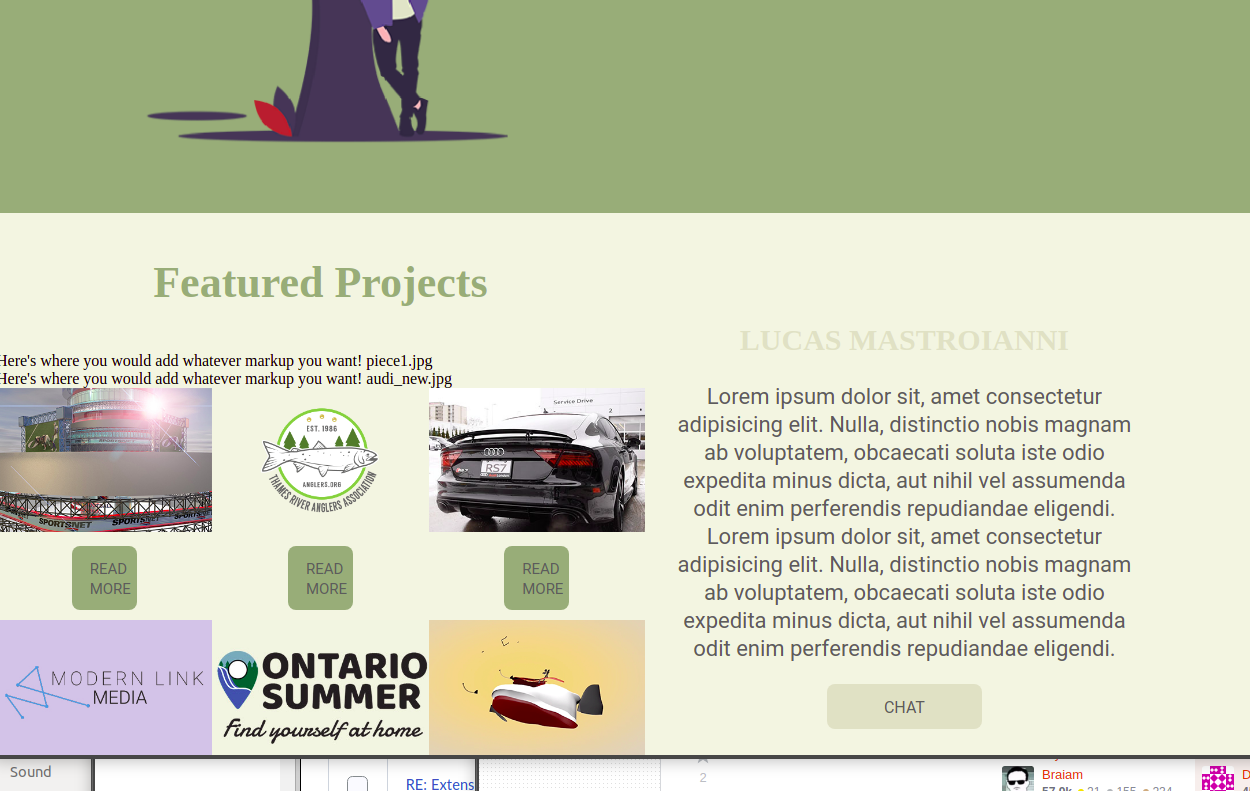 Featured Projects
Here's where you would add whatever markup you want! piece1.jpg
Here's where you would add whatever markup you want! audi_new.jpg
SPORTSNET SPORTSNET
EST. 1986
ANGLERS.ORG
THAMES RIVER ANGLERS ASSOCIATION
Service Drive
2
RS7
READ
MORE
READ
MORE
READ
MORE
MODERN LINK
MEDIA
ONTARIO
SUMMER
find yourself at home
LUCAS MASTROIANNI
Lorem ipsum dolor sit, amet consectetur
adipisicing elit. Nulla, distinctio nobis magnam
ab voluptatem, obcaecati soluta iste odio
expedita minus dicta, aut nihil vel assumenda
odit enim perferendis repudiandae eligendi.
Lorem ipsum dolor sit, amet consectetur
adipisicing elit. Nulla, distinctio nobis magnam
ab voluptatem, obcaecati soluta iste odio
expedita minus dicta, aut nihil vel assumenda
odit enim perferendis repudiandae eligendi.
CHAT
Sound
RE: Extens
2
Braiam